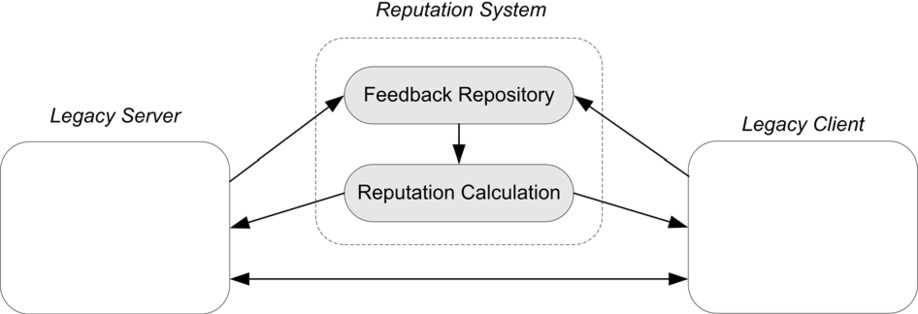 Reputation System
Feedback Repository
Legacy Server
Legacy Client
Reputation Calculation